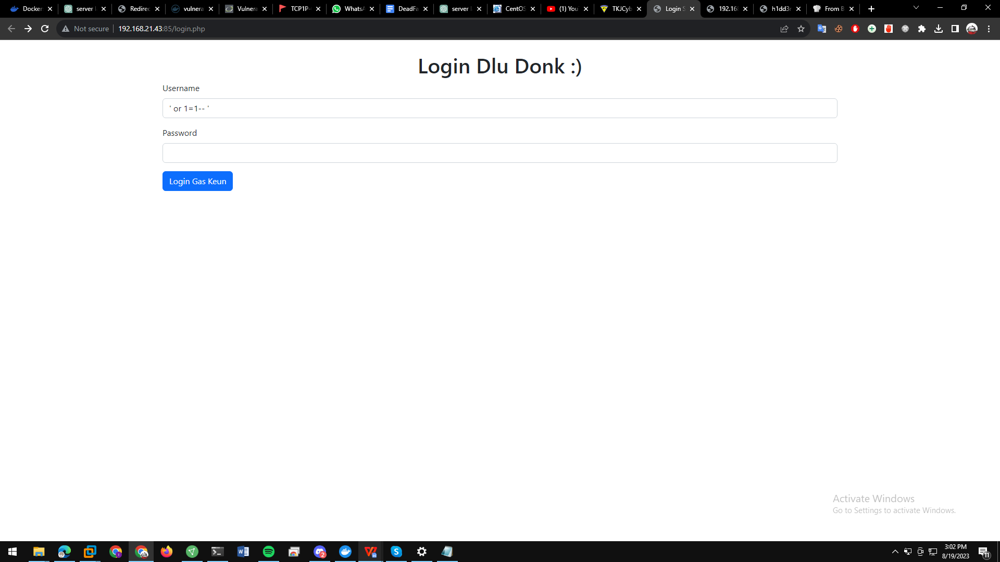 Docker
server
Redirec
vulnera
Vulnera
TCP1P-
WhatsA
DeadFa
server
CentOS
(1) You
TKJCyb
Login S
192.16
h1dd3r
From B
Not secure
192.168.21.43:85/login.php
Login Dlu Donk :)
Username
' or 1=1-- '
Password
Login Gas Keun
Activate Windows
Go to Settings to activate Windows.
2
3:02 PM
8/19/2023
11